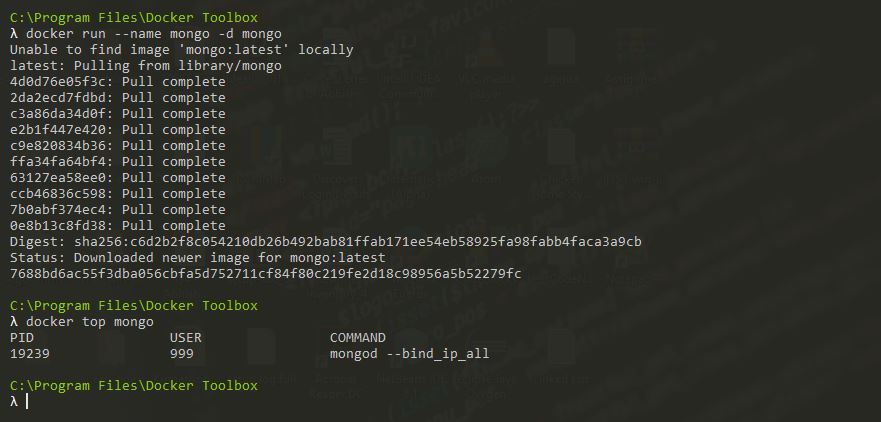 C:\Program Files\Docker Toolbox
λ docker run --name mongo -d mongo
Unable to find image 'mongo:latest' locally
latest: Pulling from library/mongo
4d0d76e05f3c: Pull complete
2da2ecd7fdbd: Pull complete
c3a86da34d0f: Pull complete
e2b1f447e420: Pull complete
c9e820834b36: Pull complete
ffa34fa64bf4: Pull complete
63127ea58ee0: Pull complete
ccb46836c598: Pull complete
7b0abf374ec4: Pull complete
0e8b13c8fd38: Pull complete
Digest: sha256:c6d2b2f8c054210db26b492bab81ffab171ee54eb58925fa98fabb4faca3a9cb
Status: Downloaded newer image for mongo:latest
7688bd6ac55f3dba056cbfa5d752711cf84f80c219fe2d18c98956a5b52279fc
C:\Program Files\Docker Toolbox
λ docker top mongo
PID USER COMMAND
19239 999 mongod --bind_ip_all
C:\Program Files\Docker Toolbox
λ